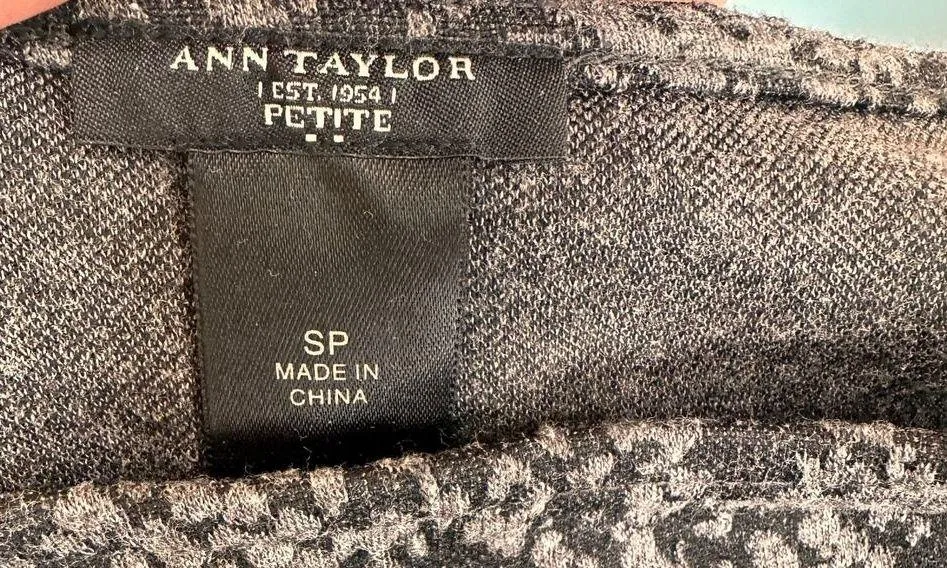 ANN TAYLOR
| EST. 1954 |
PETITE
SP
MADE IN
CHINA